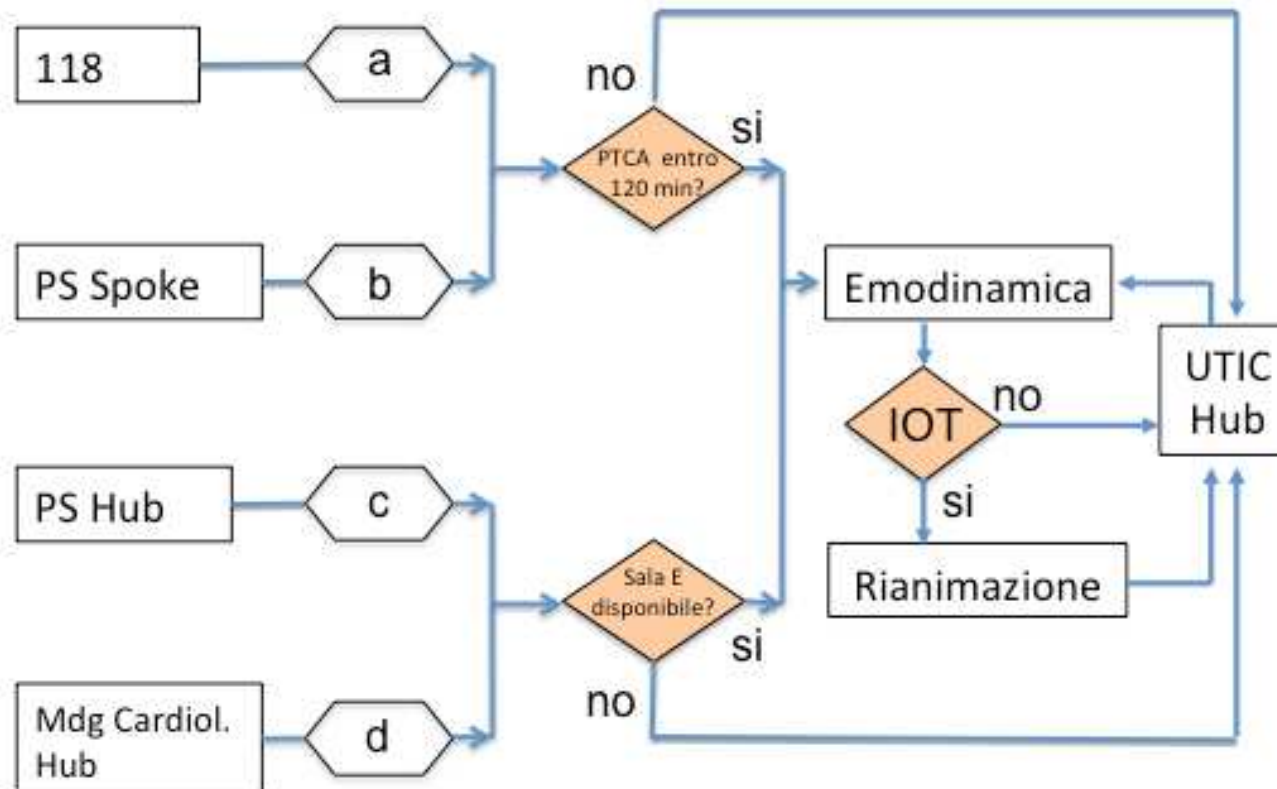 118
a
no
si
PTCA entro
120 min?
PS Spoke
b
Emodinamica
UTIC
Hub
IOT
no
si
PS Hub
c
Sala E
disponibile?
si
no
Rianimazione
Mdg Cardiol.
Hub
d